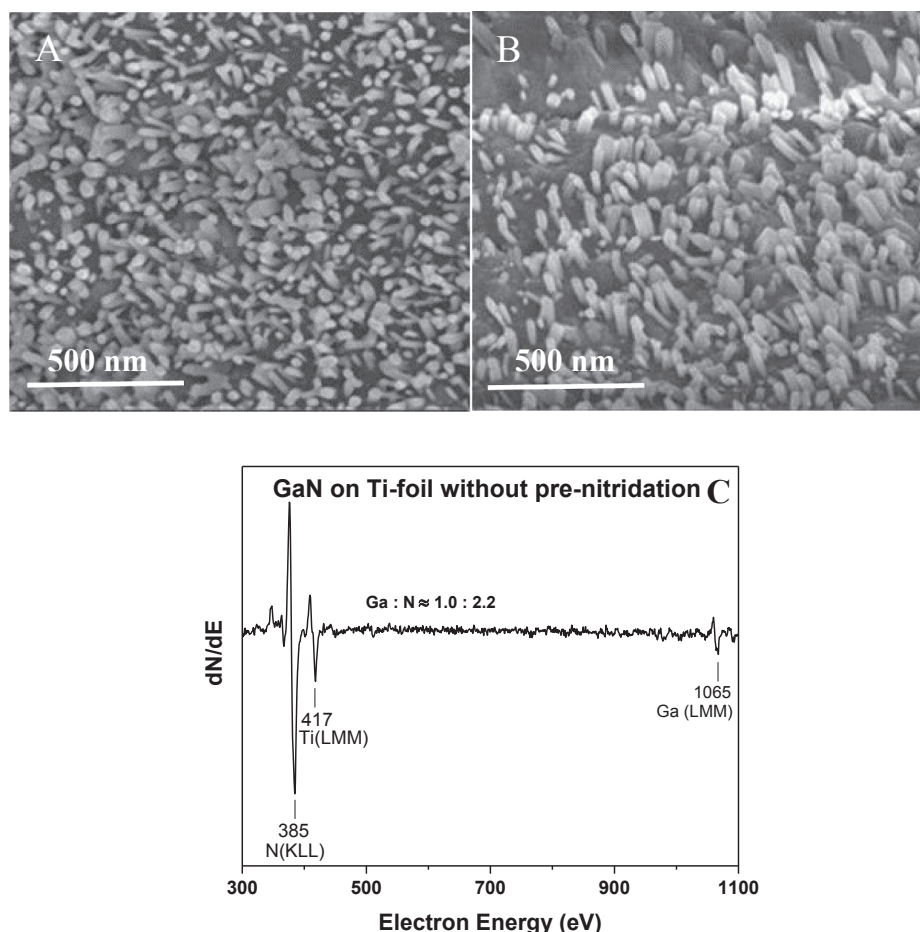 A
B
500 nm
500 nm
GaN on Ti-foil without pre-nitridation C
Ga : N ≈ 1.0 : 2.2
dN/dE
417
Ti(LMM)
1065
Ga (LMM)
385
N(KLL)
300
500
700
900
1100
Electron Energy (eV)